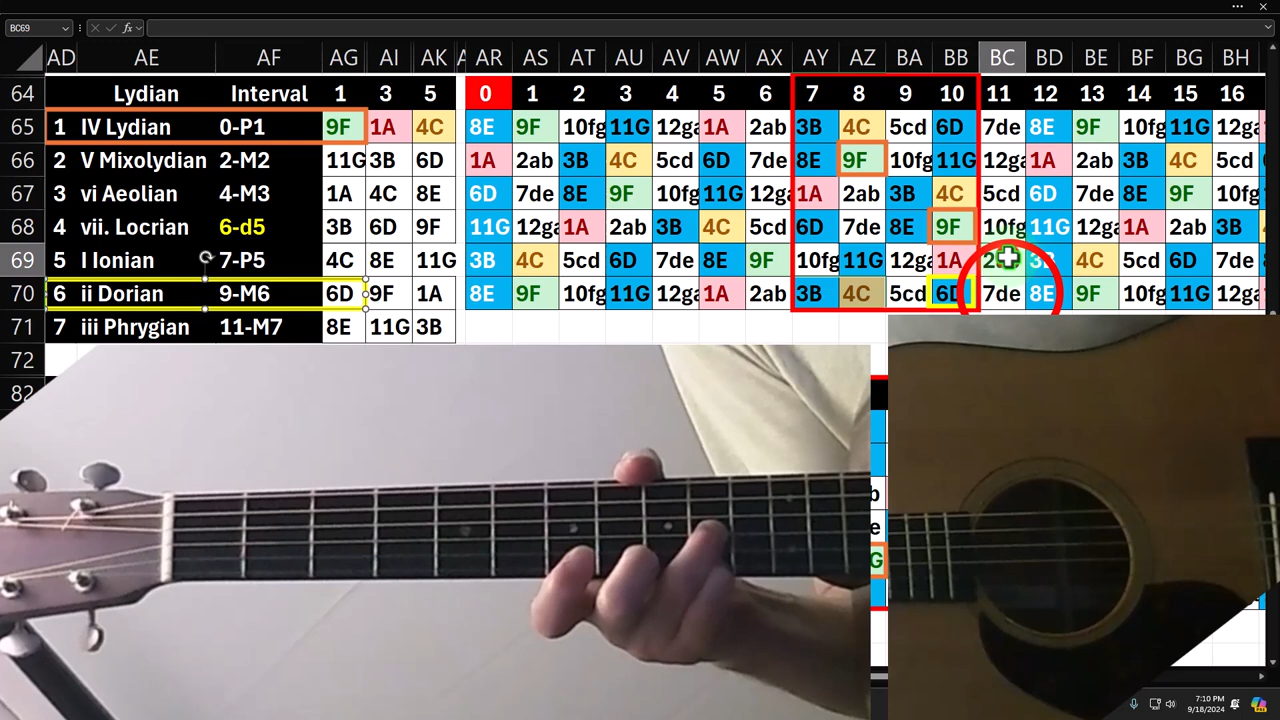 BC69 fx
AD AE AF AG AI AK AR AS AT AU AV AW AX AY AZ BA BB BC BD BE BF BG BH
64 Lydian Interval 1 3 5 0 1 2 3 4 5 6 7 8 9 10 11 12 13 14 15 16
65 1 IV Lydian 0-P1 9F 1A 4C 8E 9F 10fg 11G 12ga 1A 2ab 3B 4C 5cd 6D 7de 8E 9F 10fg 11G 12ga
66 2 V Mixolydian 2-M2 11G 3B 6D 1A 2ab 3B 4C 5cd 6D 7de 8E 9F 10fg 11G 12ga 1A 2ab 3B 4C 5cd
67 3 vi Aeolian 4-M3 1A 4C 8E 6D 7de 8E 9F 10fg 11G 12ga 1A 2ab 3B 4C 5cd 6D 7de 8E 9F 10fg
68 4 vii. Locrian 6-d5 3B 6D 9F 11G 12ga 1A 2ab 3B 4C 5cd 6D 7de 8E 9F 10fg 11G 12ga 1A 2ab 3B
69 5 I Ionian 7-P5 4C 8E 11G 3B 4C 5cd 6D 7de 8E 9F 10fg 11G 12ga 1A 3B 4C 5cd 6D 7de 8E
70 6 ii Dorian 9-M6 6D 9F 1A 8E 9F 10fg 11G 12ga 1A 2ab 3B 4C 5cd 6D 7de 8E 9F 10fg 11G 12ga
71 7 iii Phrygian 11-M7 8E 11G 3B
72
82
b
e
G
7:10 PM
9/18/2024